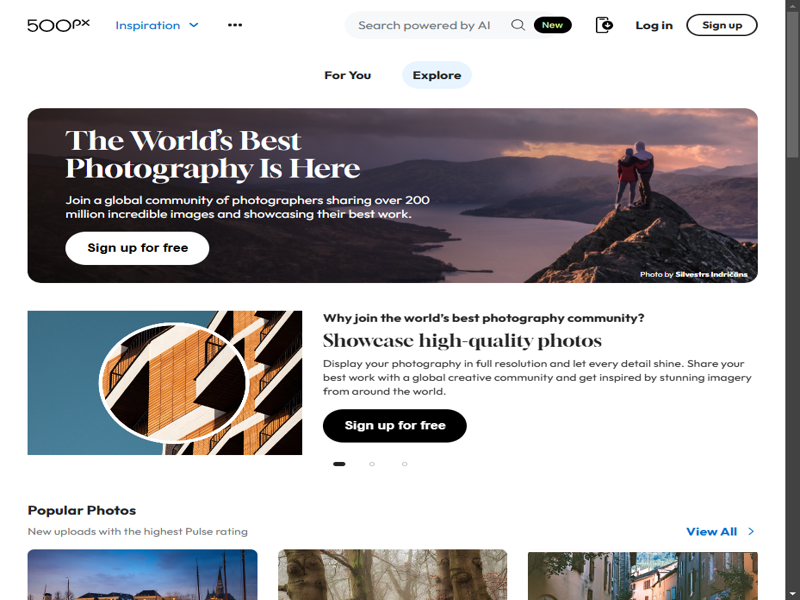 500px
Inspiration
Search powered by AI
New
Log in
Sign up
For You
Explore
The World's Best
Photography Is Here
Join a global community of photographers sharing over 200
million incredible images and showcasing their best work.
Sign up for free
Photo by Silvestrs Indričāns
Why join the world's best photography community?
Showcase high-quality photos
Display your photography in full resolution and let every detail shine. Share your
best work with a global creative community and get inspired by stunning imagery
from around the world.
Sign up for free
Popular Photos
New uploads with the highest Pulse rating
View All